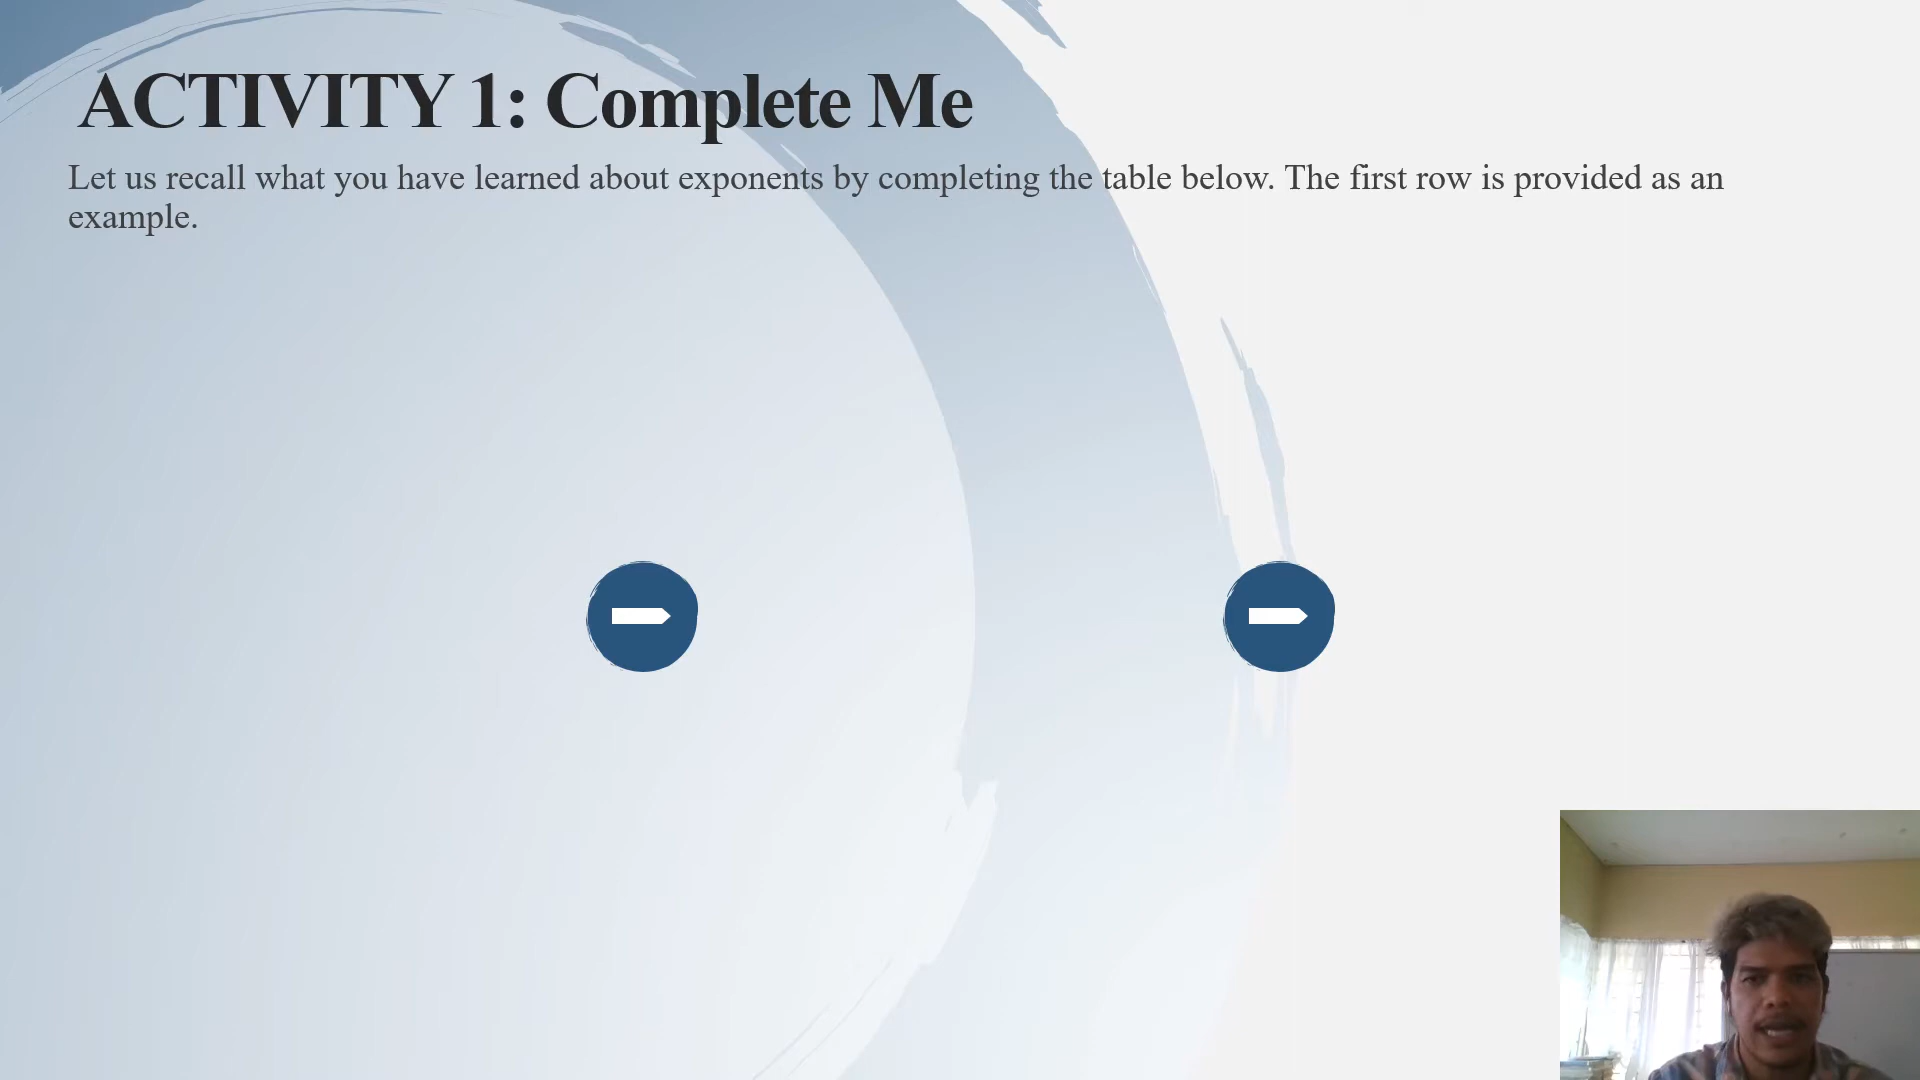 ACTIVITY 1: Complete Me
Let us recall what you have learned about exponents by completing the table below. The first row is provided as an
example.